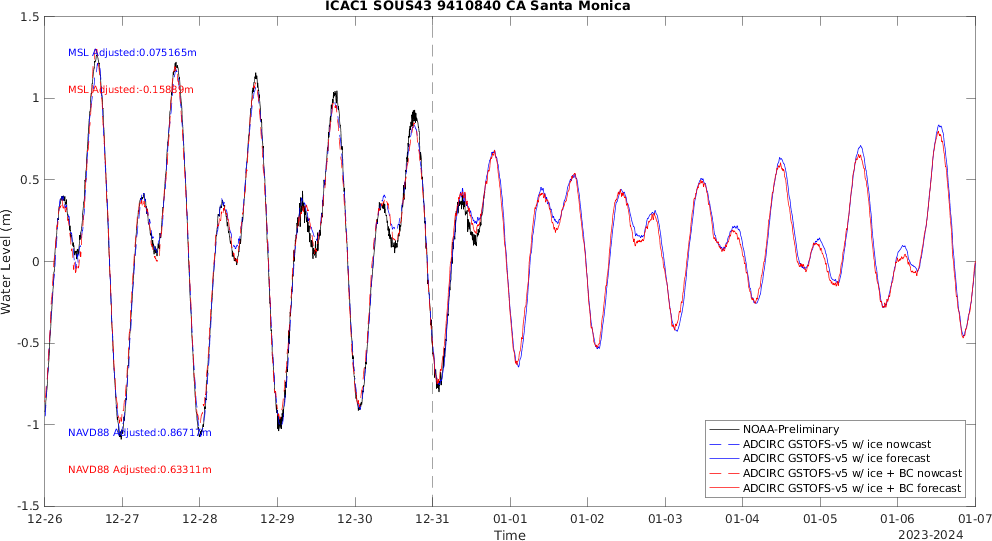 ICAC1 SOUS43 9410840 CA Santa Monica
1.5
1
0.5
0
-0.5
-1
-1.5
Water Level (m)
MSL Adjusted:0.075165m
MSL Adjusted:-0.15889m
NAVD88 Adjusted:0.86717m
NAVD88 Adjusted:0.63311m
NOAA-Preliminary
ADCIRC GSTOFS-v5 w/ ice nowcast
ADCIRC GSTOFS-v5 w/ ice forecast
ADCIRC GSTOFS-v5 w/ ice + BC nowcast
ADCIRC GSTOFS-v5 w/ ice + BC forecast
12-26 12-27 12-28 12-29 12-30 12-31 01-01 01-02 01-03 01-04 01-05 01-06 01-07
Time
2023-2024